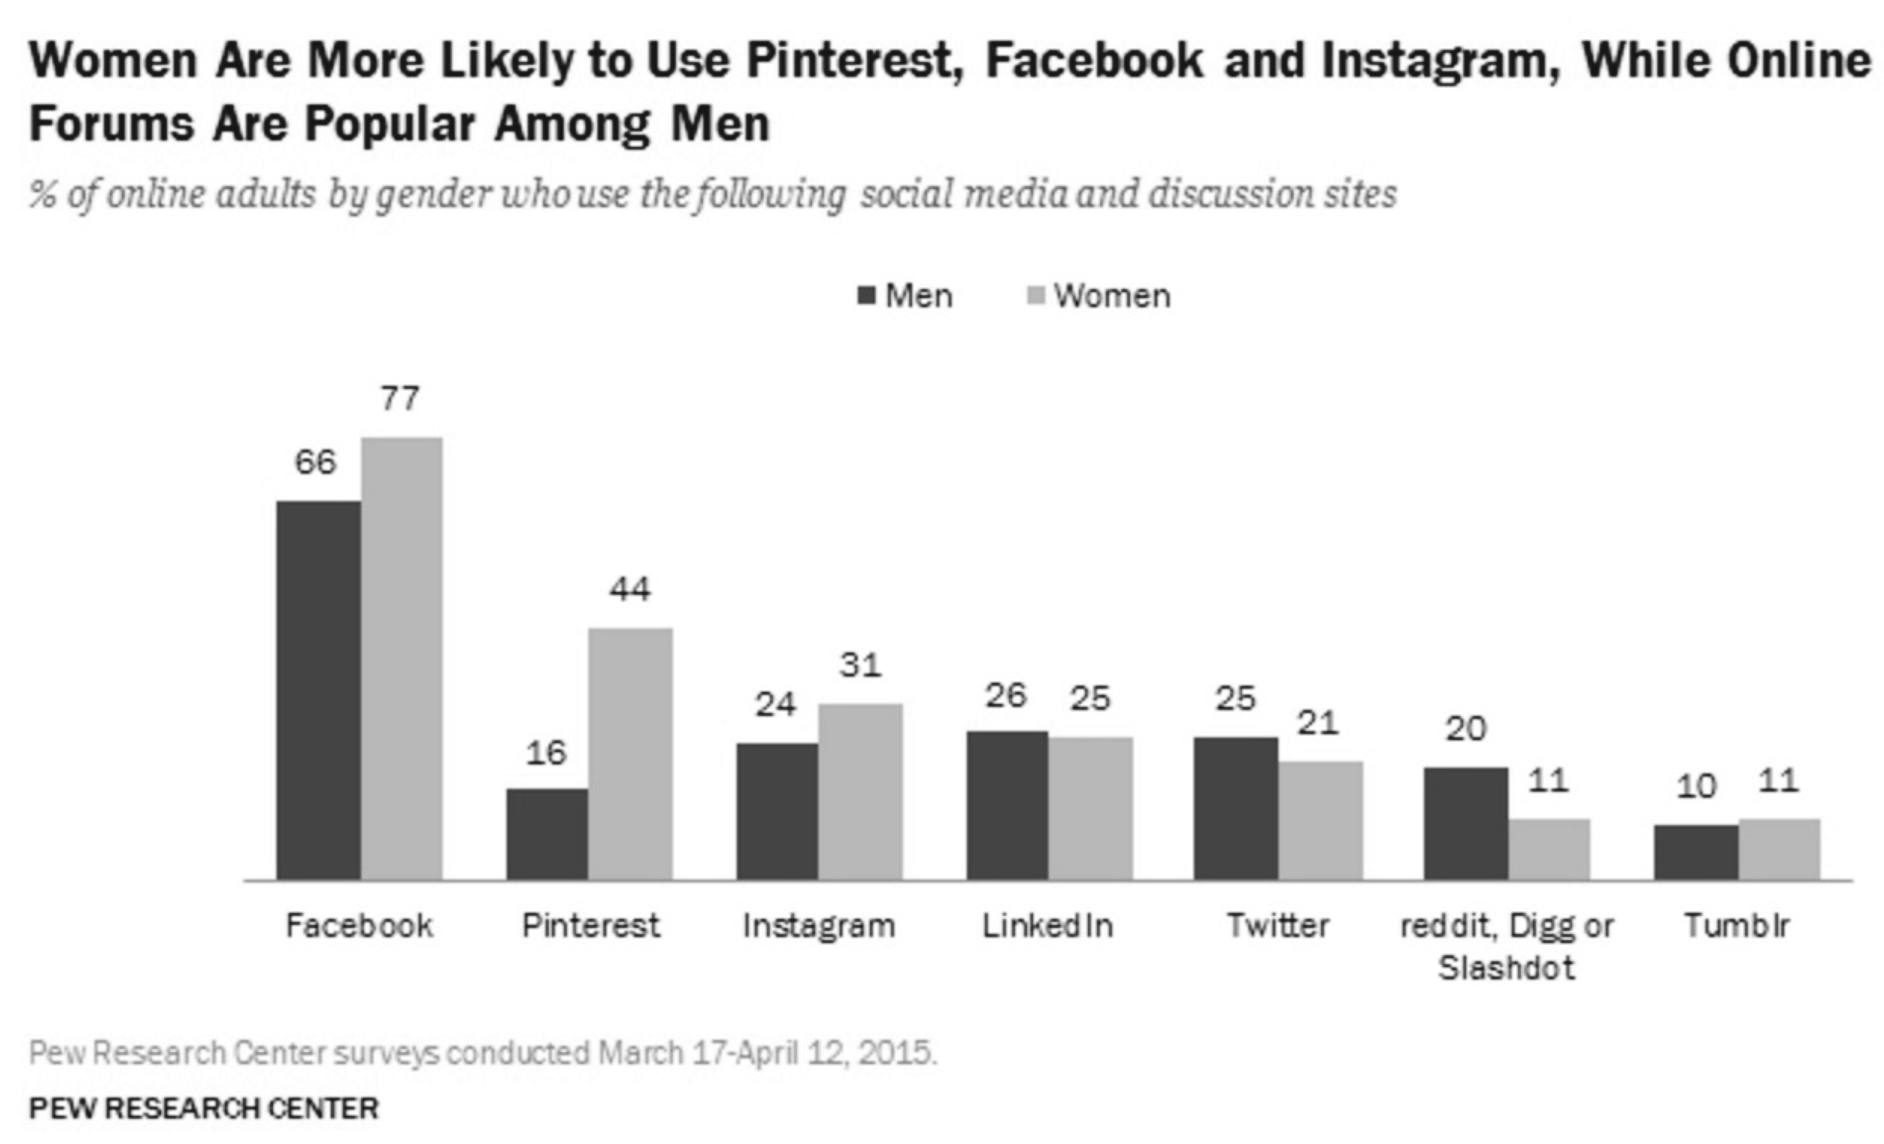 Women Are More Likely to Use Pinterest, Facebook and Instagram, While Online
Forums Are Popular Among Men
% of online adults by gender who use the following social media and discussion sites
Men Women
66 77
16 44
24 31
26 25
25 21
20 11
10 11
Facebook Pinterest Instagram LinkedIn Twitter reddit, Digg or Tumblr
Slashdot
Pew Research Center surveys conducted March 17-April 12, 2015.
PEW RESEARCH CENTER